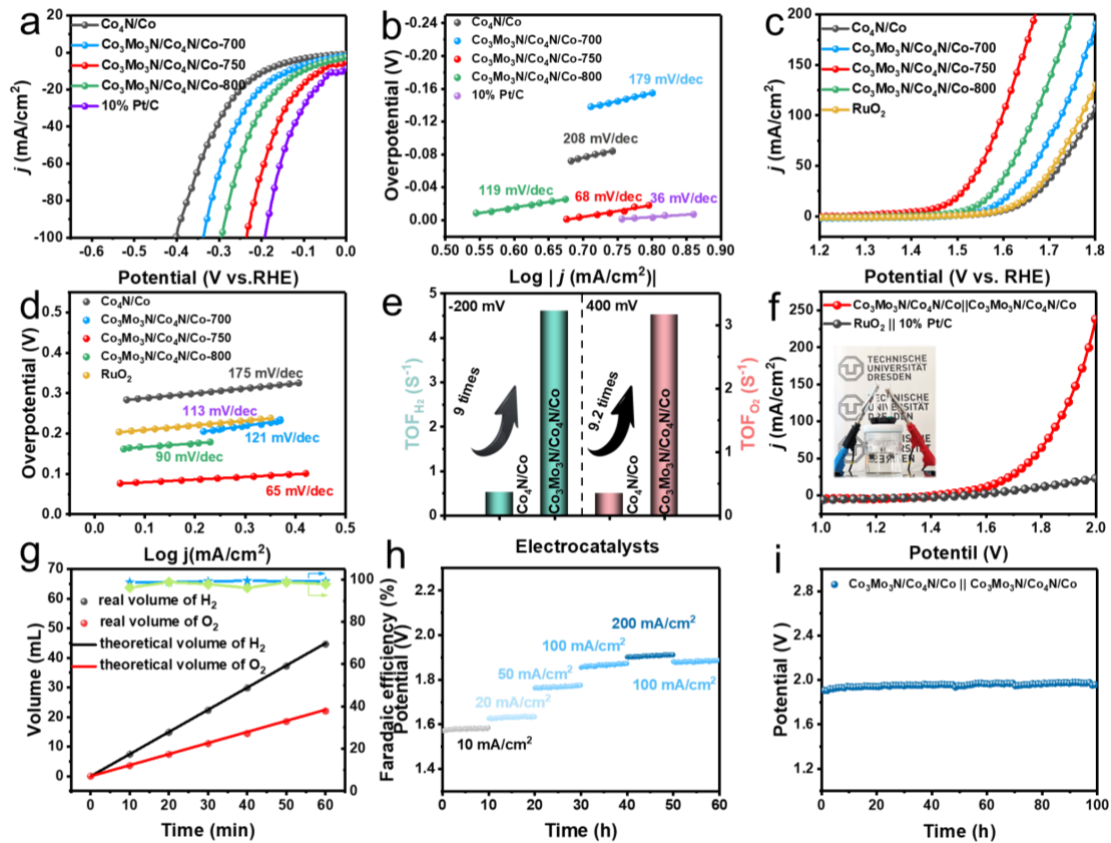 a
Co₄N/Co
Co₃Mo₃N/Co₄N/Co-700
Co₃Mo₃N/Co₄N/Co-750
Co₃Mo₃N/Co₄N/Co-800
10% Pt/C
20
0
-20
-40
-60
-80
-100
j (mA/cm²)
-0.6 -0.5 -0.4 -0.3 -0.2 -0.1 0.0
Potential (V vs.RHE)
b
Co₄N/Co
Co₃Mo₃N/Co₄N/Co-700
Co₃Mo₃N/Co₄N/Co-750
Co₃Mo₃N/Co₄N/Co-800
10% Pt/C
179 mV/dec
208 mV/dec
119 mV/dec
68 mV/dec
36 mV/dec
-0.24
-0.20
-0.16
-0.12
-0.08
-0.04
0.00
Overpotential (V)
0.50 0.55 0.60 0.65 0.70 0.75 0.80 0.85 0.90
Log | j (mA/cm²)|
c
Co₄N/Co
Co₃Mo₃N/Co₄N/Co-700
Co₃Mo₃N/Co₄N/Co-750
Co₃Mo₃N/Co₄N/Co-800
RuO₂
200
150
100
50
0
j (mA/cm²)
1.2 1.3 1.4 1.5 1.6 1.7 1.8
Potential (V vs. RHE)
d
Co₄N/Co
Co₃Mo₃N/Co₄N/Co-700
Co₃Mo₃N/Co₄N/Co-750
Co₃Mo₃N/Co₄N/Co-800
RuO₂
175 mV/dec
113 mV/dec
121 mV/dec
90 mV/dec
65 mV/dec
0.5
0.4
0.3
0.2
0.1
0.0
Overpotential (V)
0.0 0.1 0.2 0.3 0.4 0.5
Log j(mA/cm²)
e
-200 mV
400 mV
9 times
9.2 times
Co₄N/Co
Co₃Mo₃N/Co₄N/Co
Co₄N/Co
Co₃Mo₃N/Co₄N/Co
5
4
3
2
1
0
TOF_H₂ (S⁻¹)
3
2
1
0
TOF_O₂ (S⁻¹)
Electrocatalysts
f
Co₃Mo₃N/Co₄N/Co||Co₃Mo₃N/Co₄N/Co
RuO₂ || 10% Pt/C
TECHNISCHE
UNIVERSITÄT
DRESDEN
250
200
150
100
50
0
j (mA/cm²)
1.0 1.2 1.4 1.6 1.8 2.0
Potentil (V)
g
real volume of H₂
real volume of O₂
theoretical volume of H₂
theoretical volume of O₂
70
60
50
40
30
20
10
0
Volume (mL)
100
80
60
40
20
0
Faradaic efficiency (%)
0 10 20 30 40 50 60
Time (min)
h
10 mA/cm²
20 mA/cm²
50 mA/cm²
100 mA/cm²
200 mA/cm²
100 mA/cm²
2.2
2.0
1.8
1.6
1.4
Potential (V)
0 10 20 30 40 50 60
Time (h)
i
Co₃Mo₃N/Co₄N/Co || Co₃Mo₃N/Co₄N/Co
2.8
2.4
2.0
1.6
1.2
Potential (V)
0 20 40 60 80 100
Time (h)